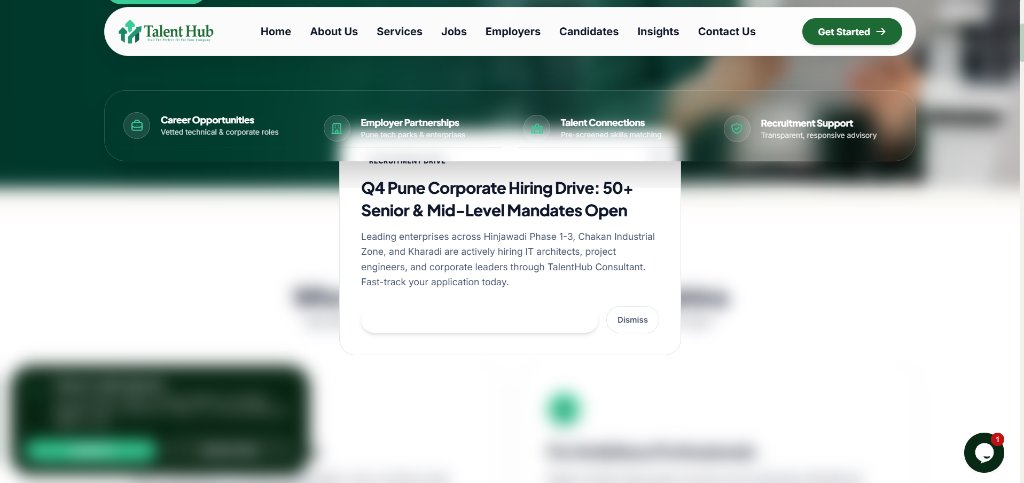 Talent Hub
Home
About Us
Services
Jobs
Employers
Candidates
Insights
Contact Us
Get Started
Career Opportunities
Vetted technical & corporate roles
Employer Partnerships
Pune tech parks & enterprises
Talent Connections
Pre-screened skills matching
Recruitment Support
Transparent, responsive advisory
RECRUITMENT DRIVE
Q4 Pune Corporate Hiring Drive: 50+
Senior & Mid-Level Mandates Open
Leading enterprises across Hinjawadi Phase 1-3, Chakan Industrial
Zone, and Kharadi are actively hiring IT architects, project
engineers, and corporate leaders through TalentHub Consultant.
Fast-track your application today.
Dismiss
1